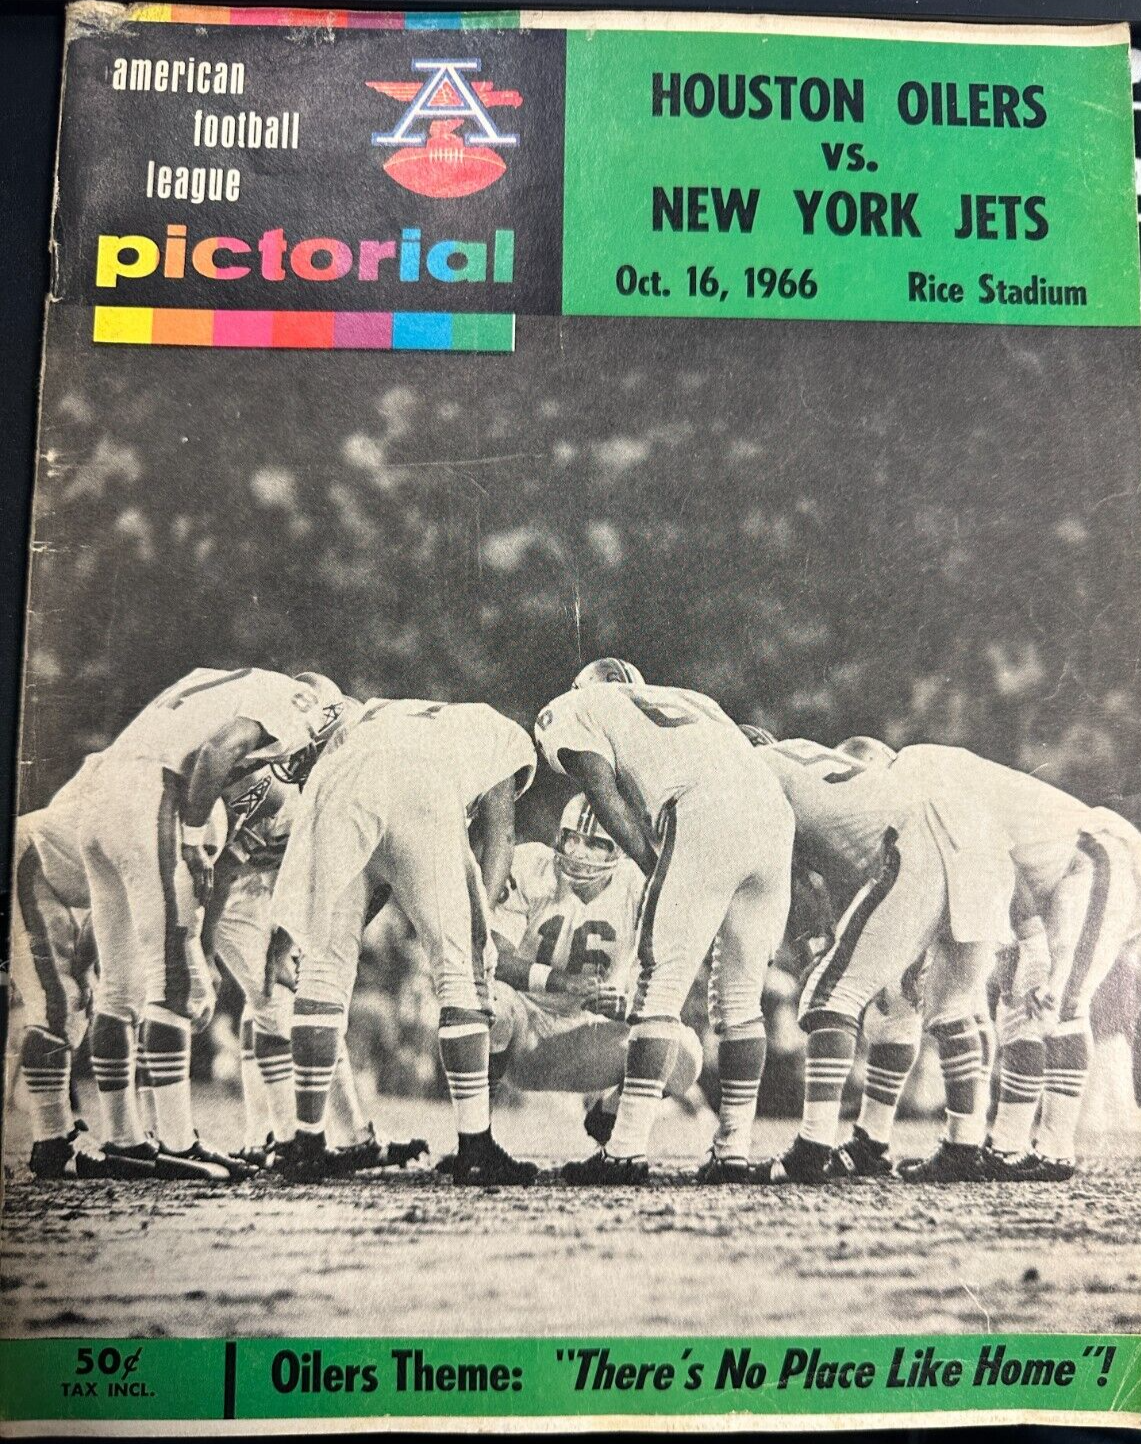 american
football
league
pictorial
A
HOUSTON OILERS
vs.
NEW YORK JETS
Oct. 16, 1966 Rice Stadium
16
50¢
TAX INCL.
Oilers Theme: "There's No Place Like Home"!